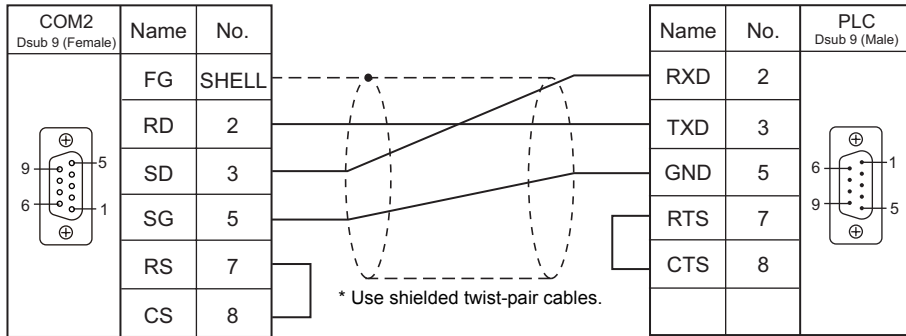 COM2
Dsub 9 (Female)
Name No.
FG SHELL
RD 2
SD 3
SG 5
RS 7
CS 8
9
5
6
1
* Use shielded twist-pair cables.
Name No.
PLC
Dsub 9 (Male)
RXD 2
TXD 3
GND 5
RTS 7
CTS 8
6
1
9
5